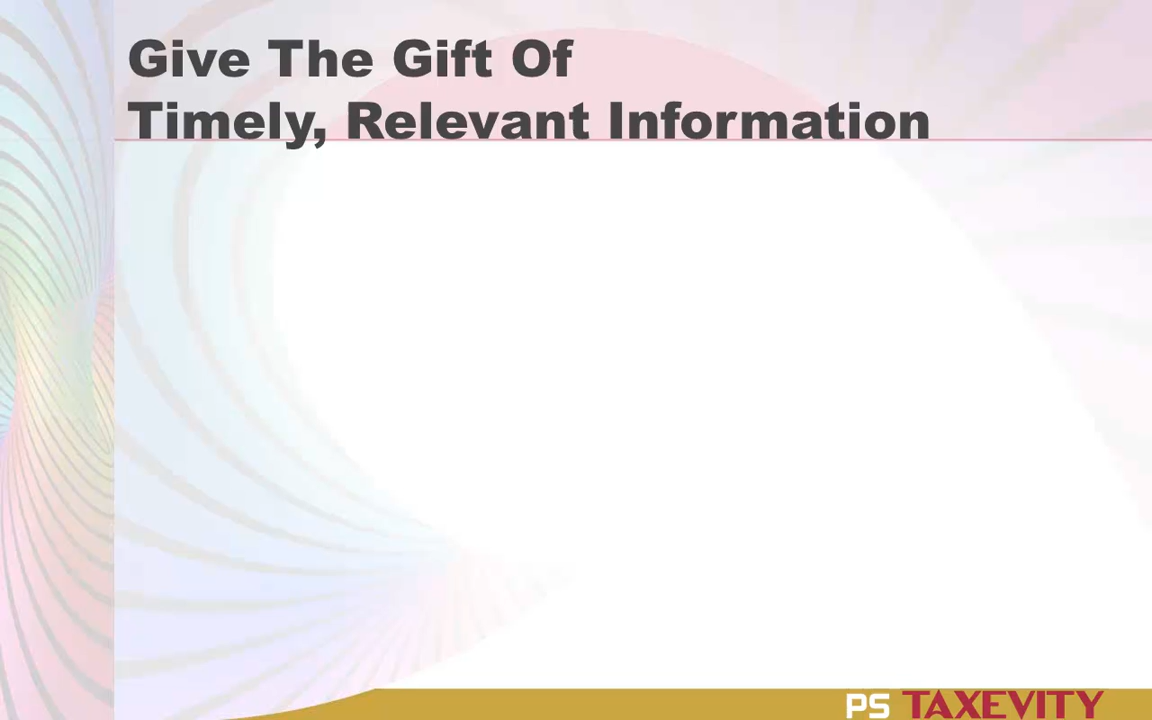 Give The Gift Of
Timely, Relevant Information
PS TAXEVITY